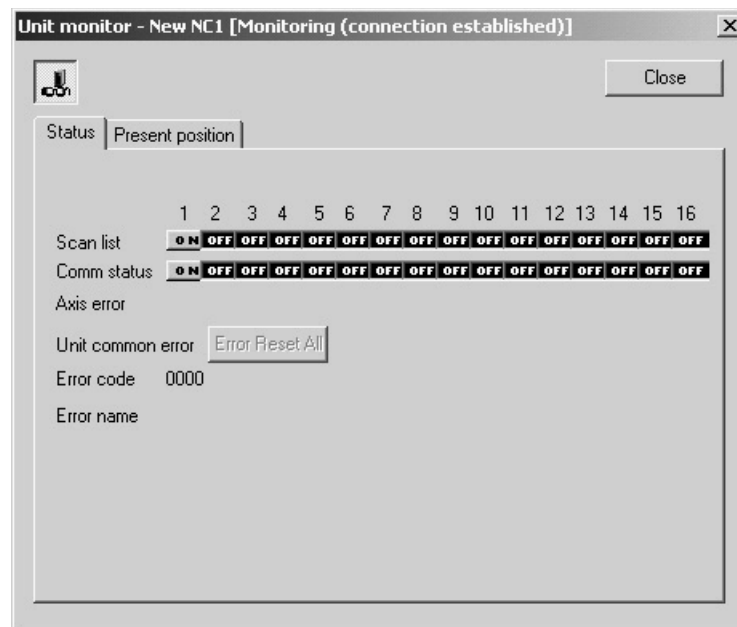 Unit monitor - New NC1 [Monitoring (connection established)]
Close
Status Present position
1 2 3 4 5 6 7 8 9 10 11 12 13 14 15 16
Scan list ON OFF OFF OFF OFF OFF OFF OFF OFF OFF OFF OFF OFF OFF OFF OFF
Comm status ON OFF OFF OFF OFF OFF OFF OFF OFF OFF OFF OFF OFF OFF OFF OFF
Axis error
Unit common error Error Reset All
Error code 0000
Error name